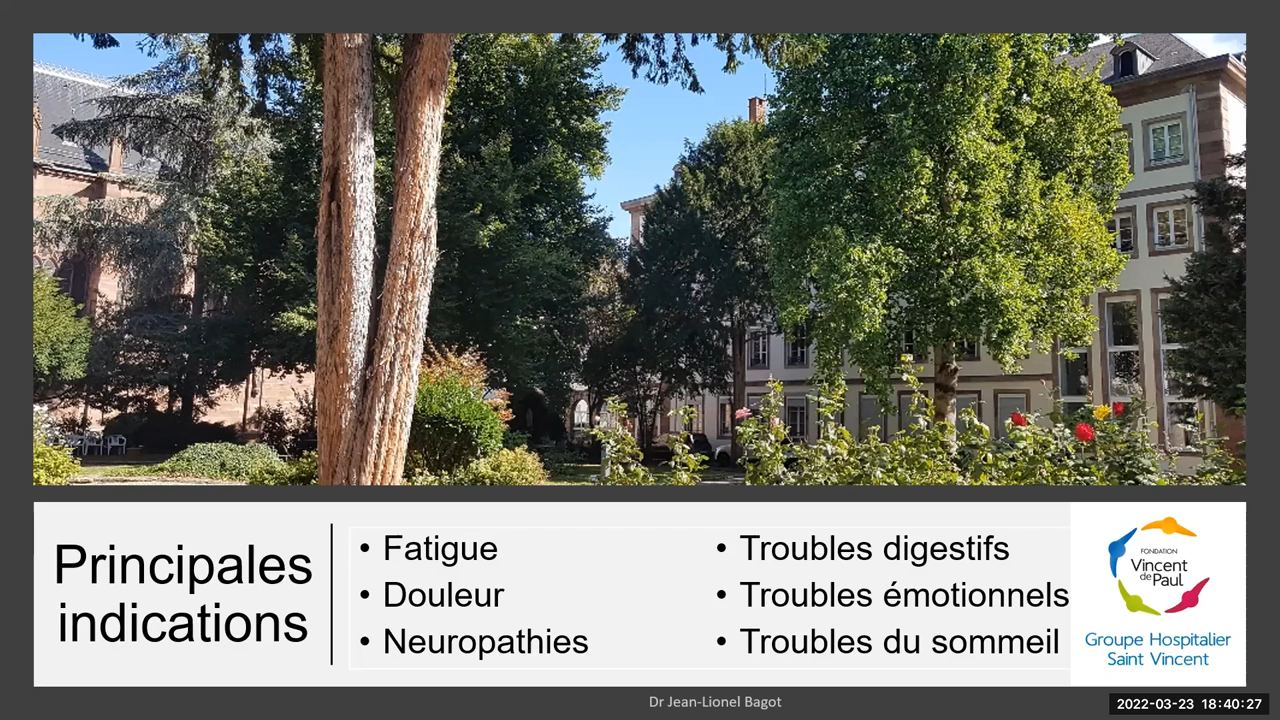 Principales
indications
• Fatigue
• Douleur
• Neuropathies
• Troubles digestifs
• Troubles émotionnels
• Troubles du sommeil
FONDATION
Vincent
de Paul
Groupe Hospitalier
Saint Vincent
Dr Jean-Lionel Bagot
2022-03-23 18:40:27